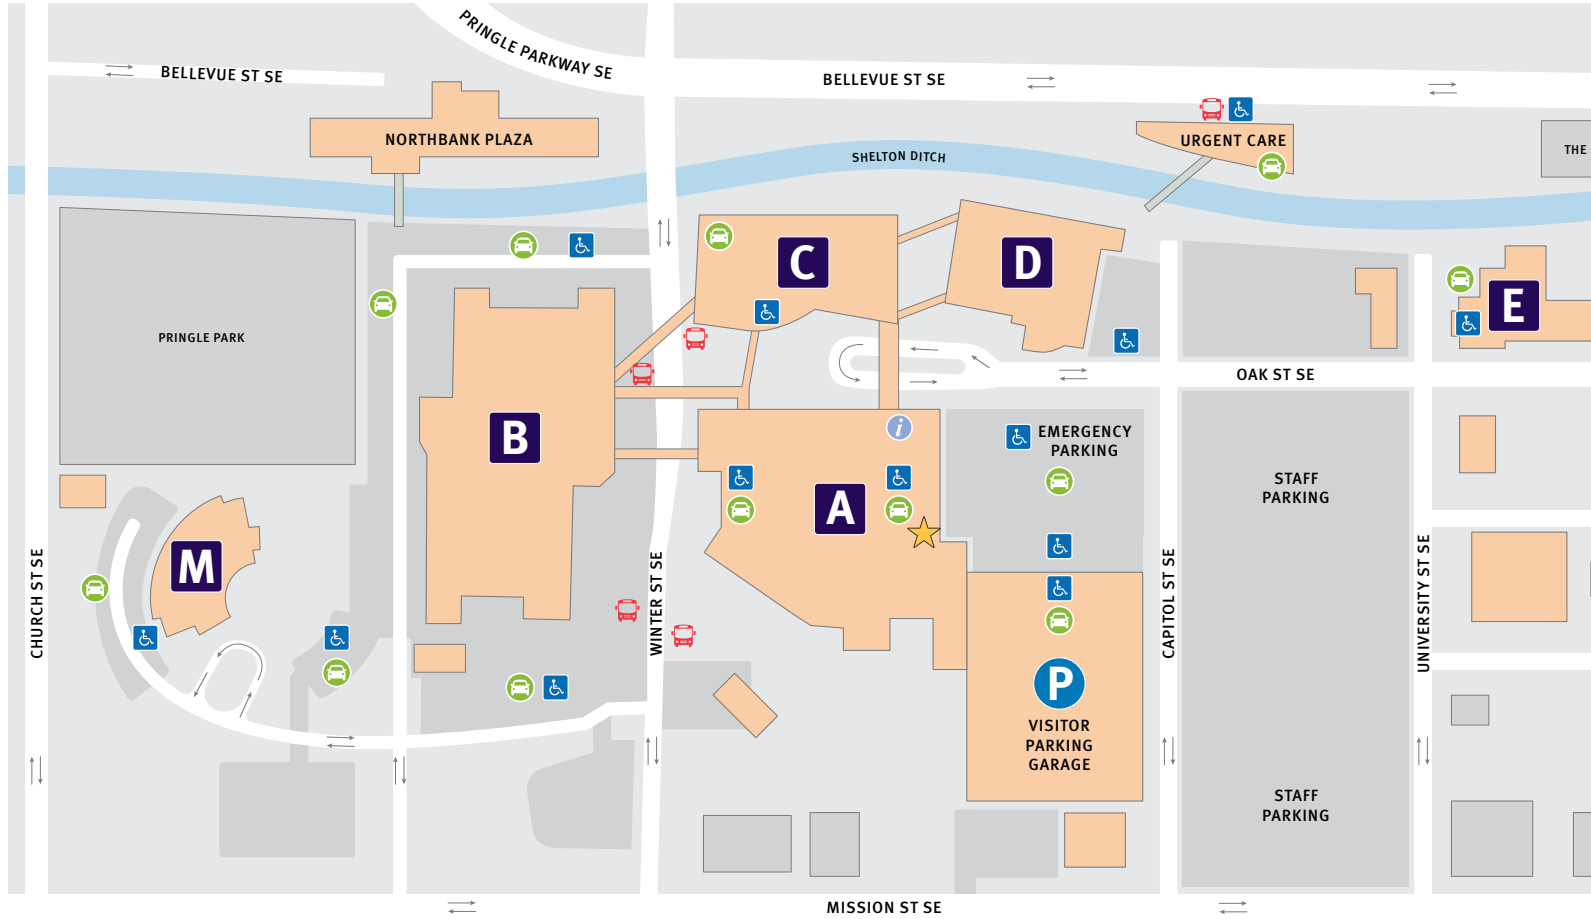 PRINGLE PARKWAY SE
BELLEVUE ST SE
BELLEVUE ST SE
NORTHBANK PLAZA
URGENT CARE
SHELTON DITCH
THE
C
D
E
PRINGLE PARK
OAK ST SE
B
i
EMERGENCY
PARKING
A
STAFF
PARKING
M
CHURCH ST SE
WINTER ST SE
CAPITOL ST SE
UNIVERSITY ST SE
P
VISITOR
PARKING
GARAGE
STAFF
PARKING
MISSION ST SE